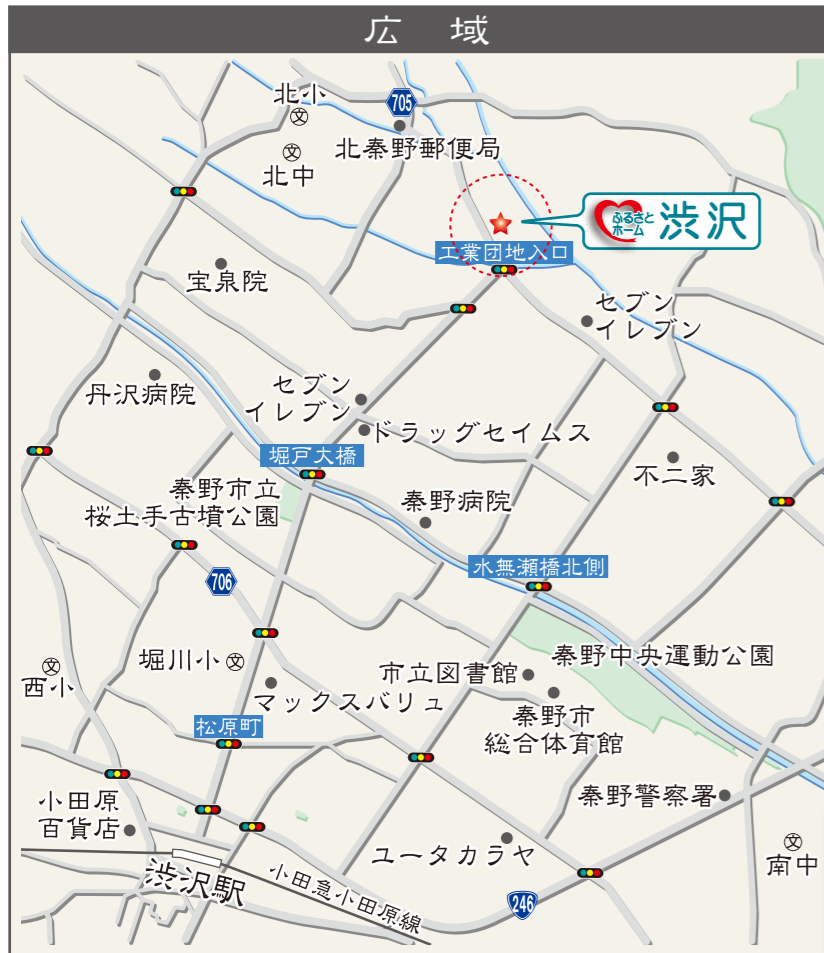 広域
北小
文
705
文
北中
北秦野郵便局
ふるさと
ホーム
渋沢
工業団地入口
宝泉院
セブン
イレブン
丹沢病院
セブン
イレブン
ドラッグセイムス
堀戸大橋
不二家
秦野市立
桜土手古墳公園
秦野病院
706
水無瀬橋北側
文
西小
堀川小
文
市立図書館
秦野中央運動公園
マックスバリュ
秦野市
総合体育館
松原町
小田原
百貨店
秦野警察署
ユータカラヤ
文
南中
渋沢駅
小田急小田原線
246